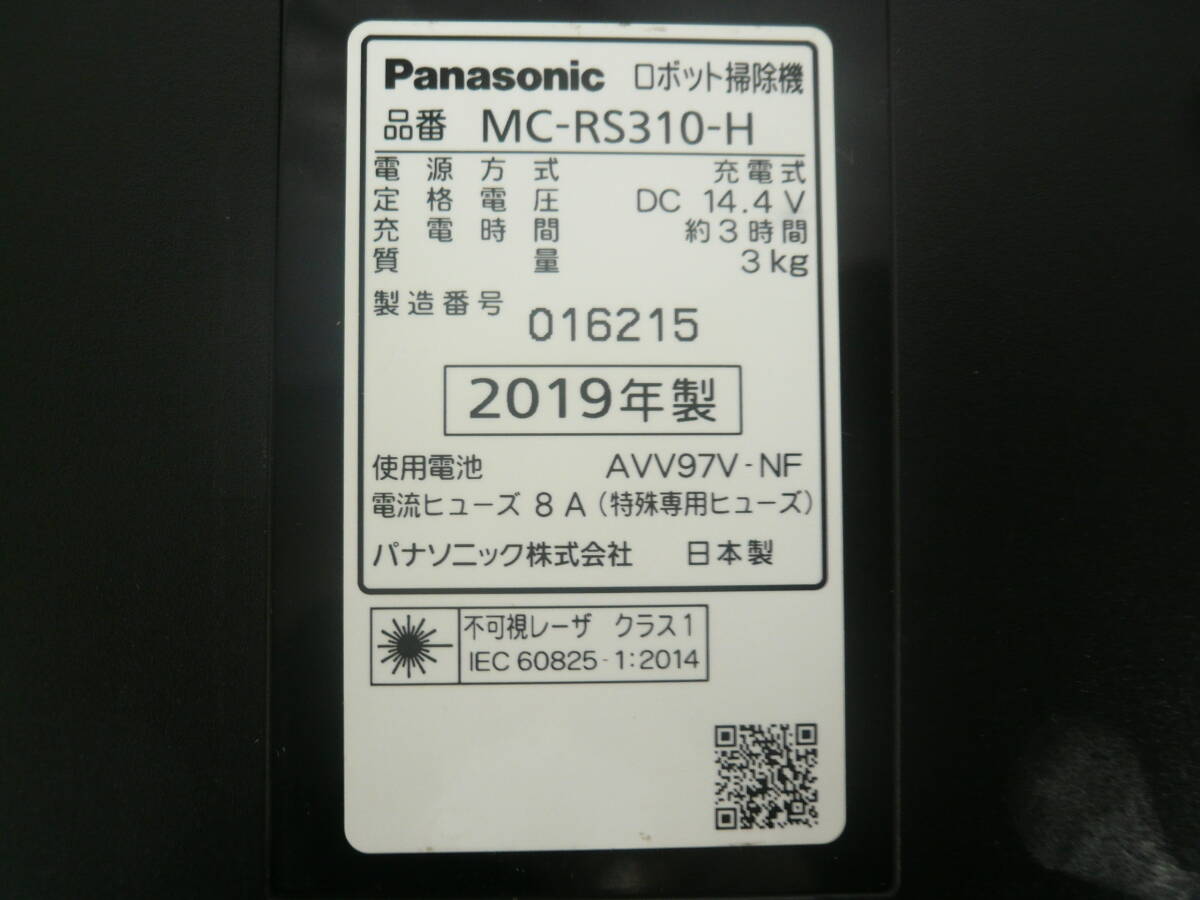 Panasonic ロボット掃除機
品番 MC-RS310-H
電源方式 充電式
定格電圧 DC 14.4 V
充電時間 約3時間
質量 3 kg
製造番号 016215
2019年製
使用電池 AVV97V-NF
電流ヒューズ 8 A (特殊専用ヒューズ)
パナソニック株式会社 日本製
不可視レーザ クラス1
IEC 60825-1:2014